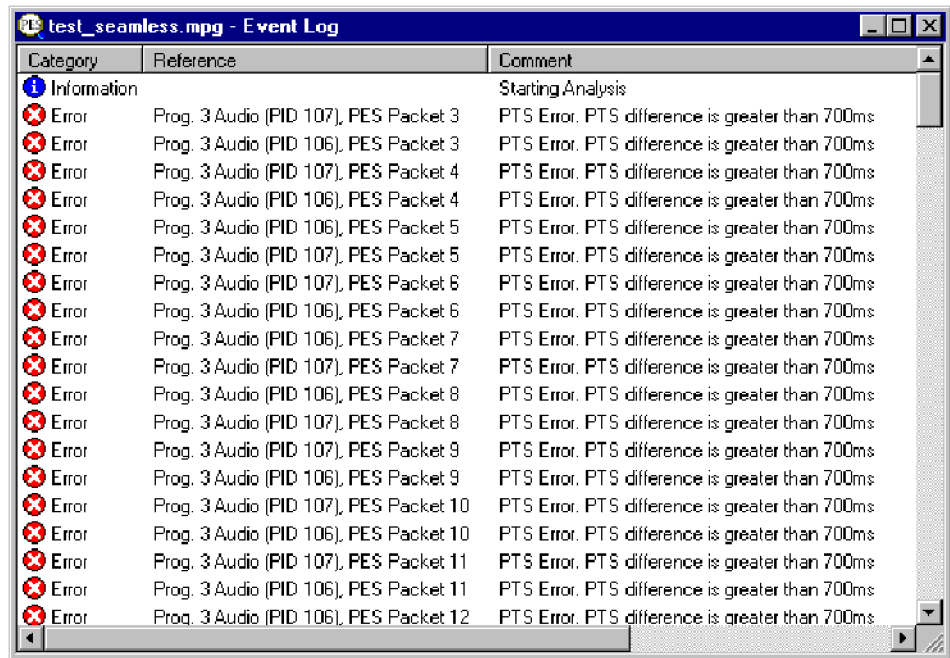 PES test_seamless.mpg - Event Log
Category Reference Comment
Information Starting Analysis
Error Prog. 3 Audio (PID 107), PES Packet 3 PTS Error. PTS difference is greater than 700ms
Error Prog. 3 Audio (PID 106), PES Packet 3 PTS Error. PTS difference is greater than 700ms
Error Prog. 3 Audio (PID 107), PES Packet 4 PTS Error. PTS difference is greater than 700ms
Error Prog. 3 Audio (PID 106), PES Packet 4 PTS Error. PTS difference is greater than 700ms
Error Prog. 3 Audio (PID 106), PES Packet 5 PTS Error. PTS difference is greater than 700ms
Error Prog. 3 Audio (PID 107), PES Packet 5 PTS Error. PTS difference is greater than 700ms
Error Prog. 3 Audio (PID 107), PES Packet 6 PTS Error. PTS difference is greater than 700ms
Error Prog. 3 Audio (PID 106), PES Packet 6 PTS Error. PTS difference is greater than 700ms
Error Prog. 3 Audio (PID 106), PES Packet 7 PTS Error. PTS difference is greater than 700ms
Error Prog. 3 Audio (PID 107), PES Packet 7 PTS Error. PTS difference is greater than 700ms
Error Prog. 3 Audio (PID 106), PES Packet 8 PTS Error. PTS difference is greater than 700ms
Error Prog. 3 Audio (PID 107), PES Packet 8 PTS Error. PTS difference is greater than 700ms
Error Prog. 3 Audio (PID 107), PES Packet 9 PTS Error. PTS difference is greater than 700ms
Error Prog. 3 Audio (PID 106), PES Packet 9 PTS Error. PTS difference is greater than 700ms
Error Prog. 3 Audio (PID 107), PES Packet 10 PTS Error. PTS difference is greater than 700ms
Error Prog. 3 Audio (PID 106), PES Packet 10 PTS Error. PTS difference is greater than 700ms
Error Prog. 3 Audio (PID 107), PES Packet 11 PTS Error. PTS difference is greater than 700ms
Error Prog. 3 Audio (PID 106), PES Packet 11 PTS Error. PTS difference is greater than 700ms
Error Prog. 3 Audio (PID 106), PES Packet 12 PTS Error. PTS difference is greater than 700ms